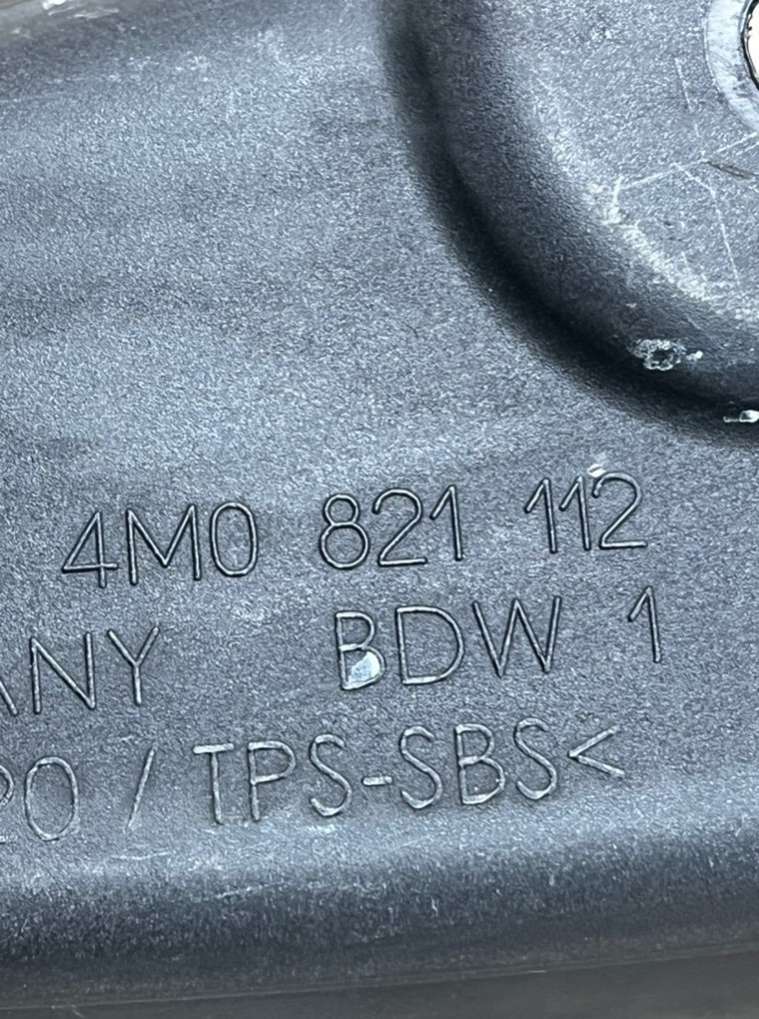 4M0 821 112
ANY BDW 1
PO / TPS-SBS<